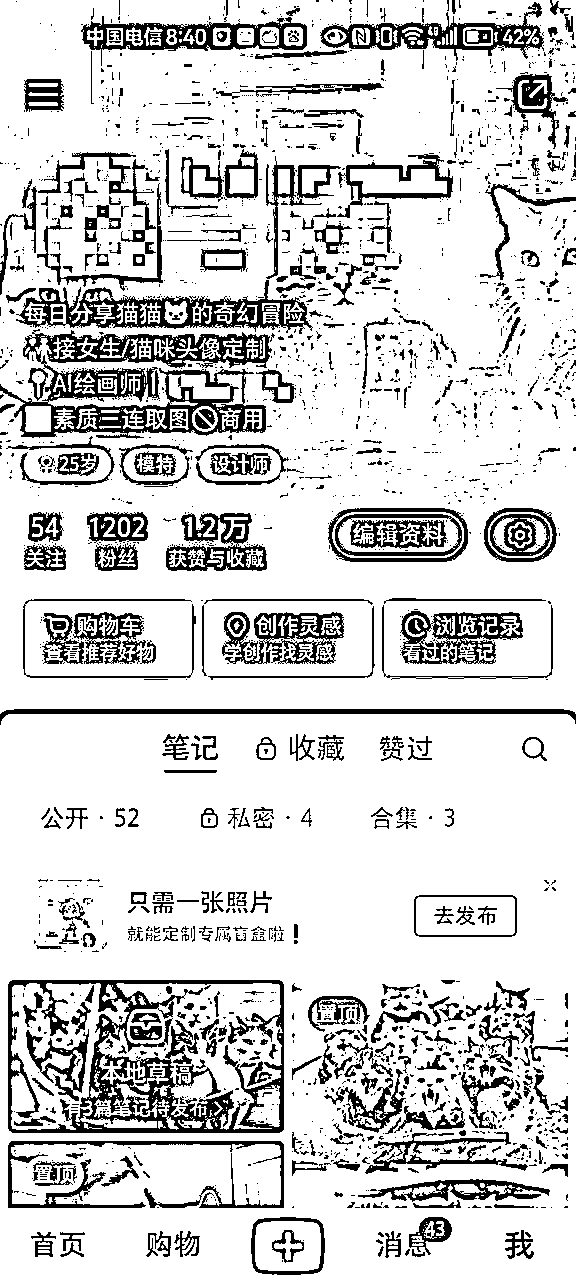 中国电信 8:40 42%
每日分享猫猫🐱的奇幻冒险
接女生/猫咪头像定制
AI绘画师
素质三连取图🚫商用
25岁 模特 设计师
54 1202 1.2万 编辑资料
关注 粉丝 获赞与收藏
购物车 创作灵感 浏览记录
查看推荐好物 学创作找灵感 看过的笔记
笔记 收藏 赞过
公开 · 52 私密 · 4 合集 · 3
只需一张照片
就能定制专属盲盒啦！ 去发布
置顶
本地草稿
有3篇笔记待发布 >
置顶
首页 购物 消息 43 我